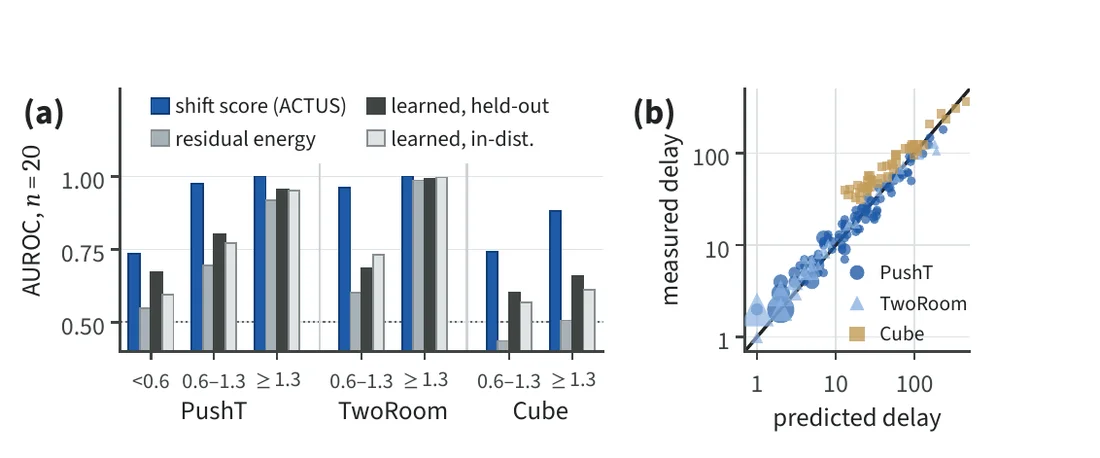 (a)
shift score (ACTUS)
learned, held-out
residual energy
learned, in-dist.
AUROC, n = 20
1.00
0.75
0.50
<0.6
0.6–1.3
≥ 1.3
0.6–1.3
≥ 1.3
0.6–1.3
≥ 1.3
PushT
TwoRoom
Cube
(b)
measured delay
100
10
1
PushT
TwoRoom
Cube
1
10
100
predicted delay